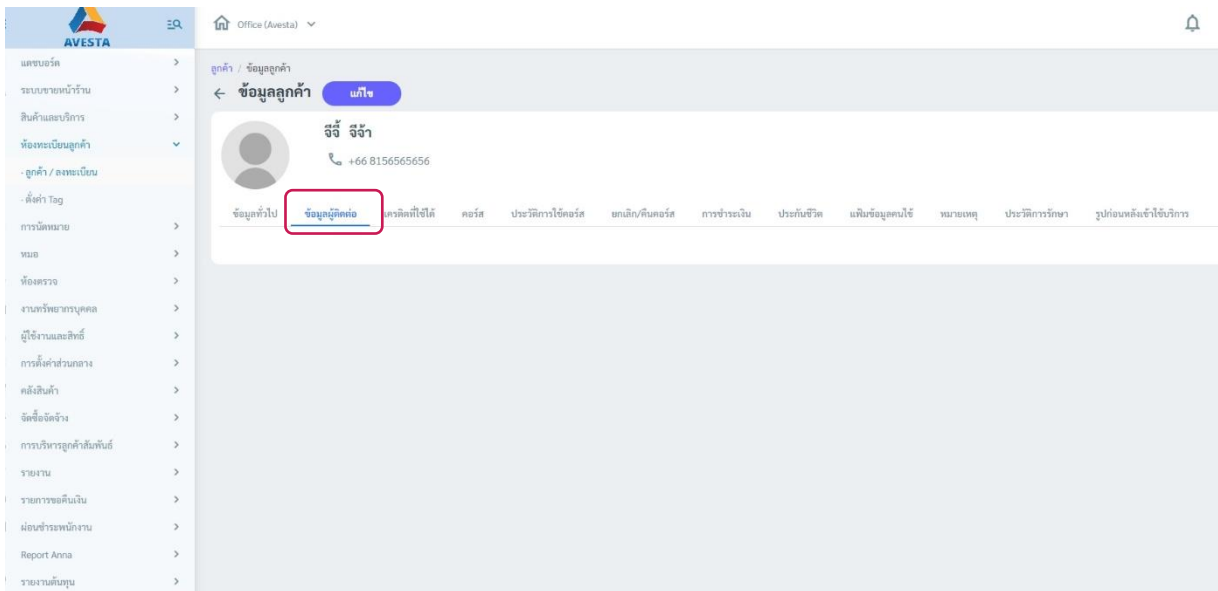 AVESTA
Office (Avesta)
แดชบอร์ด
ระบบขายหน้าร้าน
สินค้าและบริการ
ห้องทะเบียนลูกค้า
- ลูกค้า / ลงทะเบียน
- ตั้งค่า Tag
การนัดหมาย
หมอ
ห้องตรวจ
งานทรัพยากรบุคคล
ผู้ใช้งานและสิทธิ์
การตั้งค่าส่วนกลาง
คลังสินค้า
จัดซื้อจัดจ้าง
การบริหารลูกค้าสัมพันธ์
รายงาน
รายการขอคืนเงิน
ผ่อนชำระพนักงาน
Report Anna
รายงานต้นทุน
ลูกค้า / ข้อมูลลูกค้า
ข้อมูลลูกค้า แก้ไข
จีจี้ จีจ้า
+66 8156565656
ข้อมูลทั่วไป ข้อมูลผู้ติดต่อ เครดิตที่ใช้ได้ คอร์ส ประวัติการใช้คอร์ส ยกเลิก/คืนคอร์ส การชำระเงิน ประกันชีวิต แฟ้มข้อมูลคนไข้ หมายเหตุ ประวัติการรักษา รูปก่อนหลังเข้าใช้บริการ